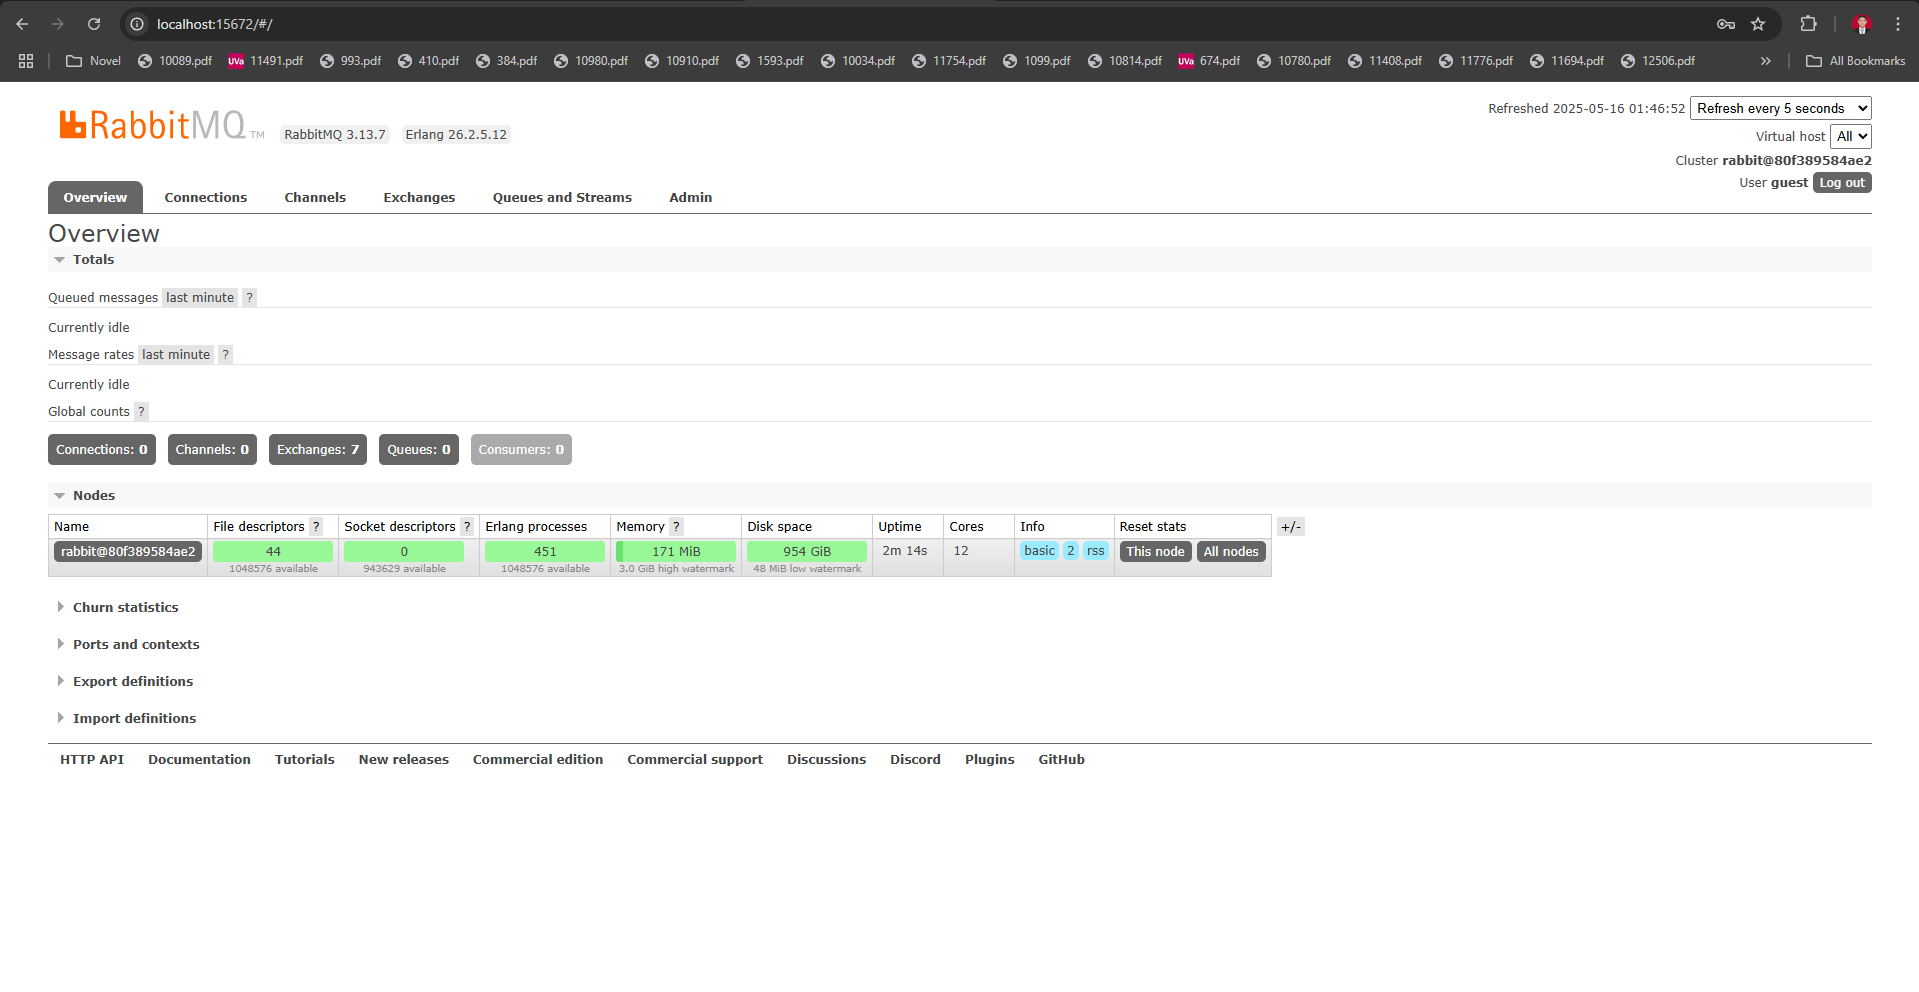 localhost:15672/#/
Novel 10089.pdf UVa 11491.pdf 993.pdf 410.pdf 384.pdf 10980.pdf 10910.pdf 1593.pdf 10034.pdf 11754.pdf 1099.pdf 10814.pdf UVa 674.pdf 10780.pdf 11408.pdf 11776.pdf 11694.pdf 12506.pdf » All Bookmarks
RabbitMQ TM RabbitMQ 3.13.7 Erlang 26.2.5.12
Refreshed 2025-05-16 01:46:52 Refresh every 5 seconds
Virtual host All
Cluster rabbit@80f389584ae2
User guest Log out
Overview Connections Channels Exchanges Queues and Streams Admin
Overview
Totals
Queued messages last minute ?
Currently idle
Message rates last minute ?
Currently idle
Global counts ?
Connections: 0 Channels: 0 Exchanges: 7 Queues: 0 Consumers: 0
Nodes
Name File descriptors ? Socket descriptors ? Erlang processes Memory ? Disk space Uptime Cores Info Reset stats +/-
rabbit@80f389584ae2 44 0 451 171 MiB 954 GiB 2m 14s 12 basic 2 rss This node All nodes
1048576 available 943629 available 1048576 available 3.0 GiB high watermark 48 MiB low watermark
Churn statistics
Ports and contexts
Export definitions
Import definitions
HTTP API Documentation Tutorials New releases Commercial edition Commercial support Discussions Discord Plugins GitHub